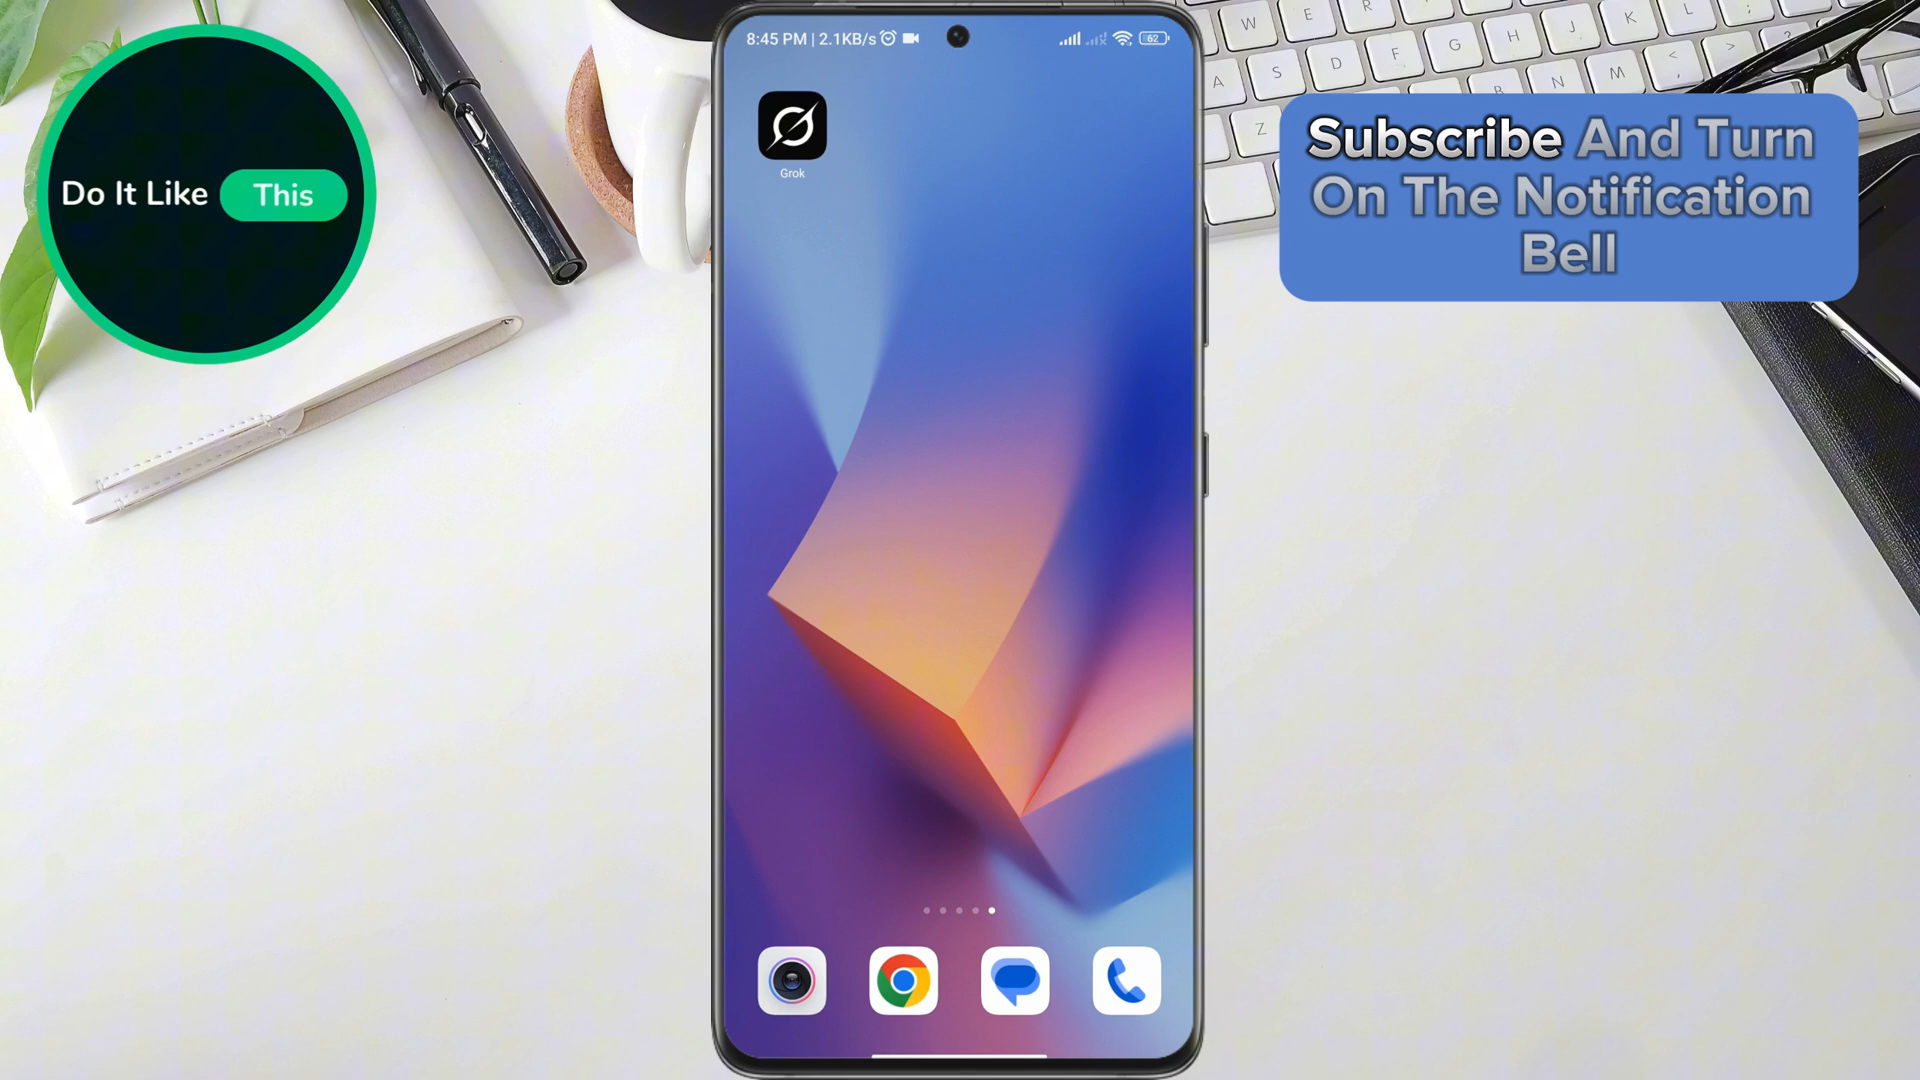 Do It Like This
8:45 PM | 2.1KB/s
62
Grok
Subscribe And Turn
On The Notification
Bell
W E R J K L
A S D F G H
Z B N M < >
, ?